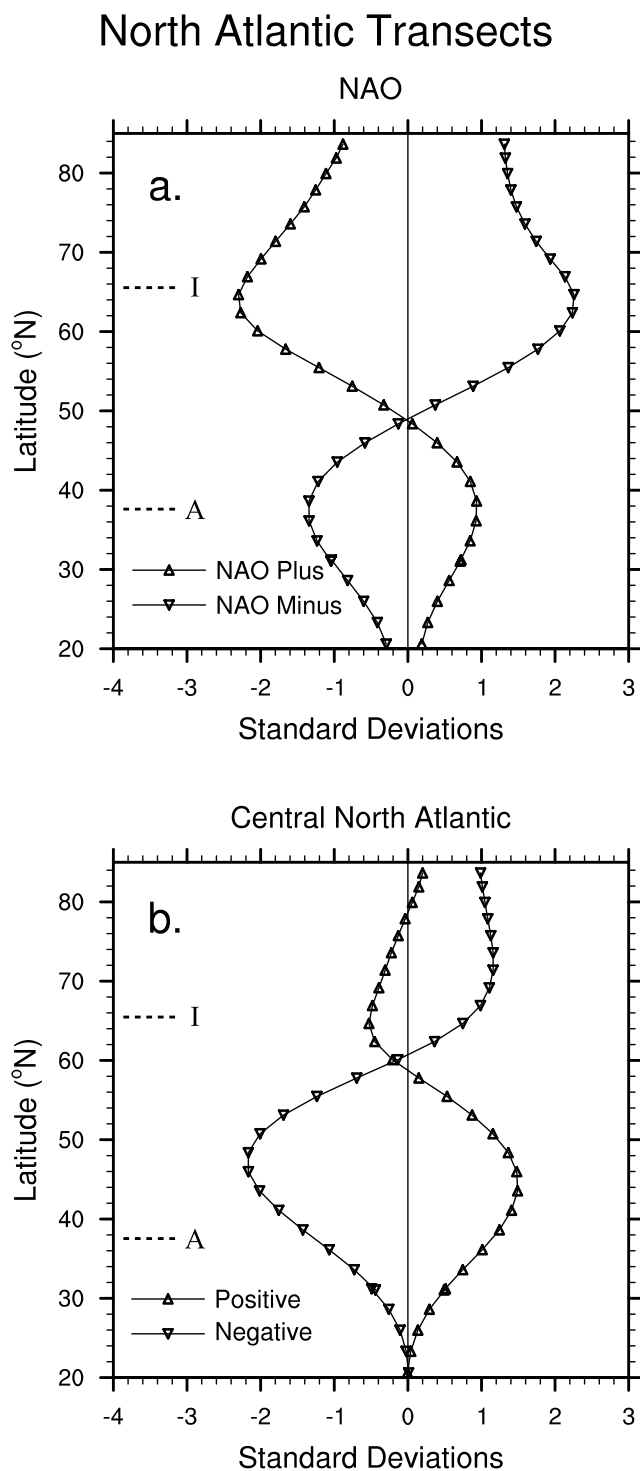 North Atlantic Transects
NAO
a.
80
70
60
50
40
30
20
I
A
Latitude (°N)
NAO Plus
NAO Minus
-4 -3 -2 -1 0 1 2 3
Standard Deviations
Central North Atlantic
b.
80
70
60
50
40
30
20
I
A
Latitude (°N)
Positive
Negative
-4 -3 -2 -1 0 1 2 3
Standard Deviations